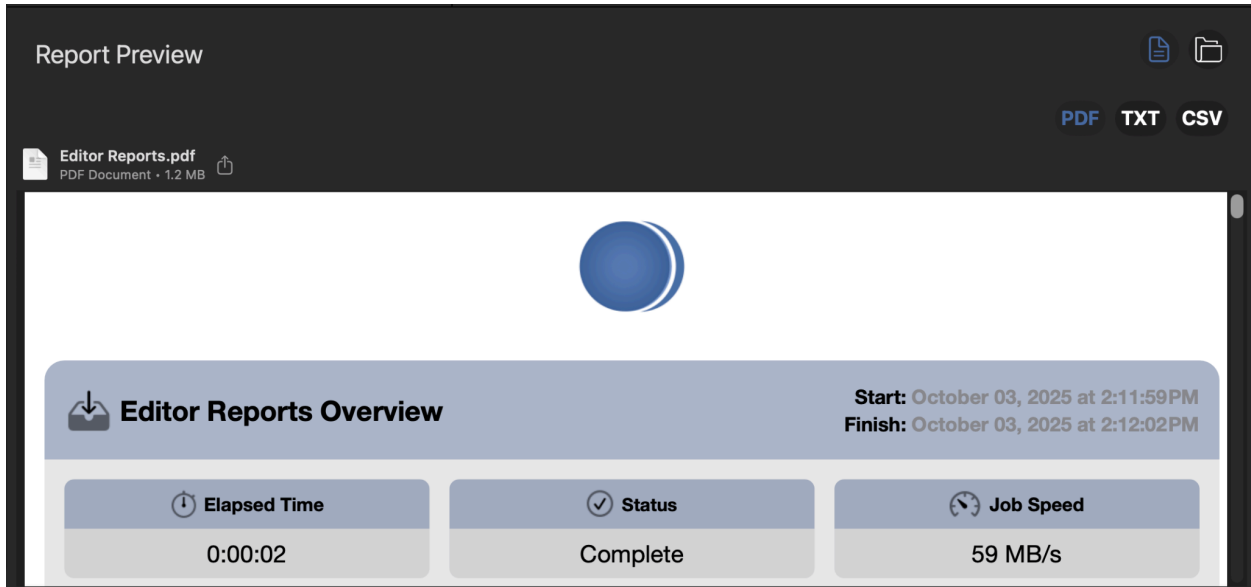 Report Preview
PDF TXT CSV
Editor Reports.pdf
PDF Document • 1.2 MB
Editor Reports Overview
Start: October 03, 2025 at 2:11:59PM
Finish: October 03, 2025 at 2:12:02PM
Elapsed Time
Status
Job Speed
0:00:02
Complete
59 MB/s